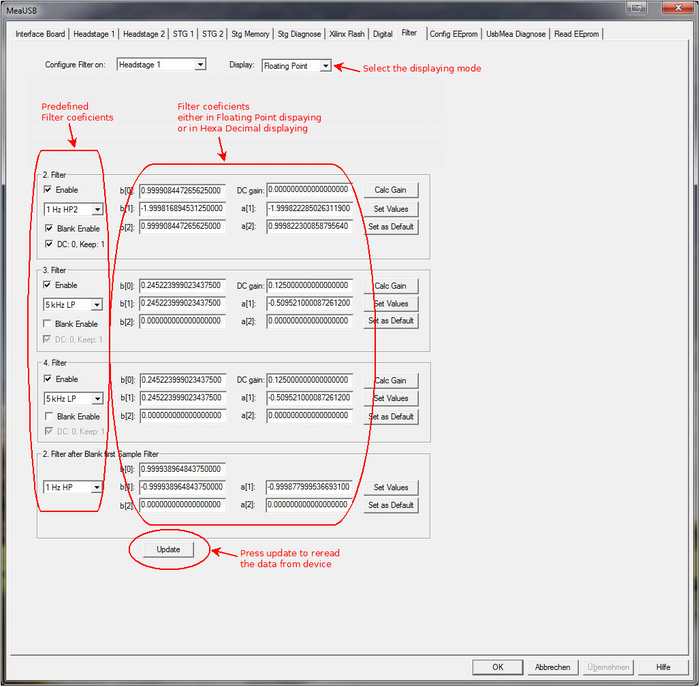 MeaUSB
Interface Board Headstage 1 Headstage 2 STG 1 STG 2 Stg Memory Stg Diagnose Xilinx Flash Digital Filter Config EEprom UsbMea Diagnose Read EEprom
Configure Filter on: Headstage 1 Display: Floating Point
Select the displaying mode
Predefined
Filter coeficients
Filter coeficients
either in Floating Point dispaying
or in Hexa Decimal displaying
2. Filter
Enable b[0]: 0.999908447265625000 DC gain: 0.000000000000000000 Calc Gain
1 Hz HP2 b[1]: -1.999816894531250000 a[1]: -1.999822285026311900 Set Values
Blank Enable b[2]: 0.999908447265625000 a[2]: 0.999822300858795640 Set as Default
DC: 0, Keep: 1
3. Filter
Enable b[0]: 0.245223999023437500 DC gain: 0.125000000000000000 Calc Gain
5 kHz LP b[1]: 0.245223999023437500 a[1]: -0.509521000087261200 Set Values
Blank Enable b[2]: 0.000000000000000000 a[2]: 0.000000000000000000 Set as Default
DC: 0, Keep: 1
4. Filter
Enable b[0]: 0.245223999023437500 DC gain: 0.125000000000000000 Calc Gain
5 kHz LP b[1]: 0.245223999023437500 a[1]: -0.509521000087261200 Set Values
Blank Enable b[2]: 0.000000000000000000 a[2]: 0.000000000000000000 Set as Default
DC: 0, Keep: 1
2. Filter after Blank first Sample Filter
b[0]: 0.999938964843750000
1 Hz HP b[1]: -0.999938964843750000 a[1]: -0.999877999536693100 Set Values
b[2]: 0.000000000000000000 a[2]: 0.000000000000000000 Set as Default
Update
Press update to reread
the data from device
OK Abbrechen Übernehmen Hilfe